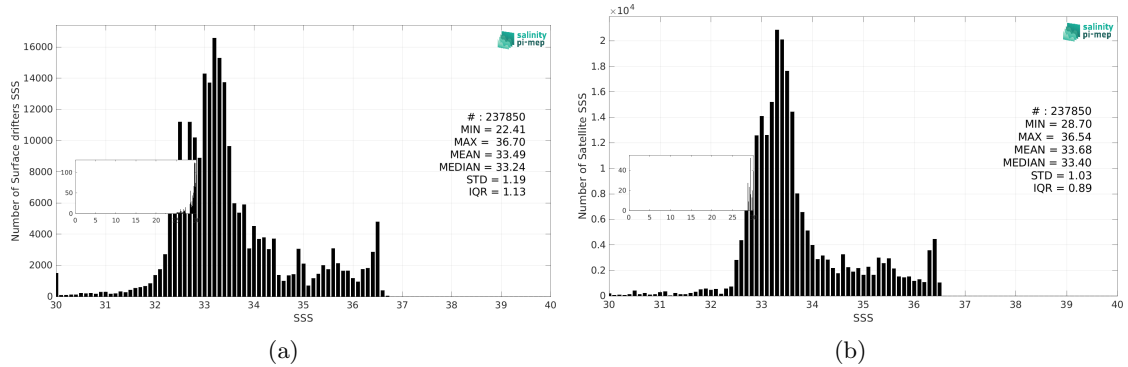 salinity
pi-mep
16000
14000
12000
10000
8000
6000
4000
2000
0
Number of Surface drifters SSS
# : 237850
MIN = 22.41
MAX = 36.70
MEAN = 33.49
MEDIAN = 33.24
STD = 1.19
IQR = 1.13
100
50
0
0 5 10 15 20
30 31 32 33 34 35 36 37 38 39 40
SSS
(a)
×10⁴
salinity
pi-mep
2
1.8
1.6
1.4
1.2
1
0.8
0.6
0.4
0.2
0
Number of Satellite SSS
# : 237850
MIN = 28.70
MAX = 36.54
MEAN = 33.68
MEDIAN = 33.40
STD = 1.03
IQR = 0.89
40
20
0
0 5 10 15 20 25
30 31 32 33 34 35 36 37 38 39 40
SSS
(b)